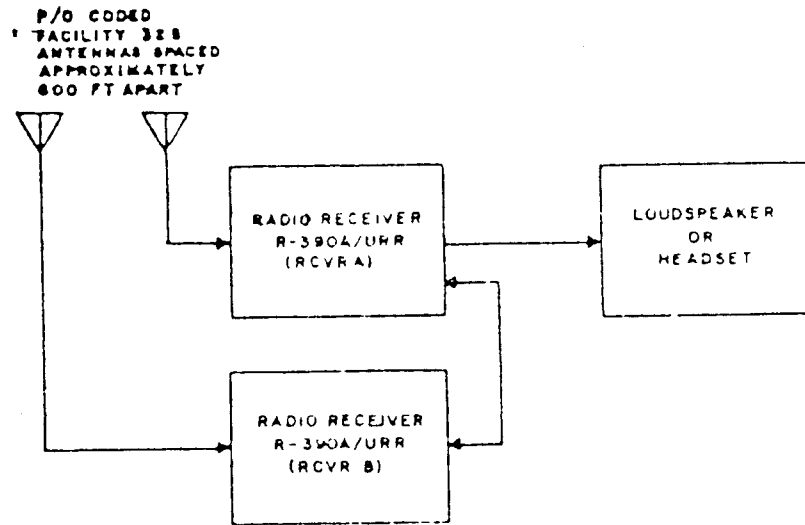 P/O CODED
FACILITY 328
ANTENNAS SPACED
APPROXIMATELY
600 FT APART
RADIO RECEIVER
R-390A/URR
(RCVR A)
LOUDSPEAKER
OR
HEADSET
RADIO RECEIVER
R-390A/URR
(RCVR B)